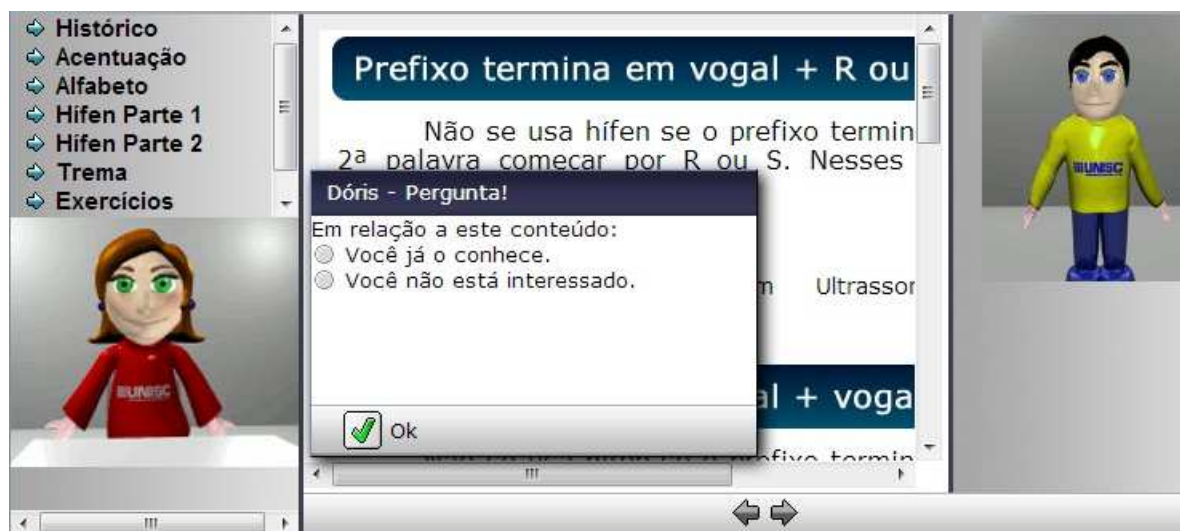 Histórico
Acentuação
Alfabeto
Hífen Parte 1
Hífen Parte 2
Trema
Exercícios
UNISC
Prefixo termina em vogal + R ou
Não se usa hífen se o prefixo termin
2ª palavra começar por R ou S. Nesses
Dóris - Pergunta!
Em relação a este conteúdo:
Você já o conhece.
Você não está interessado.
Ok
Ultrassor
al + voga
UNISC